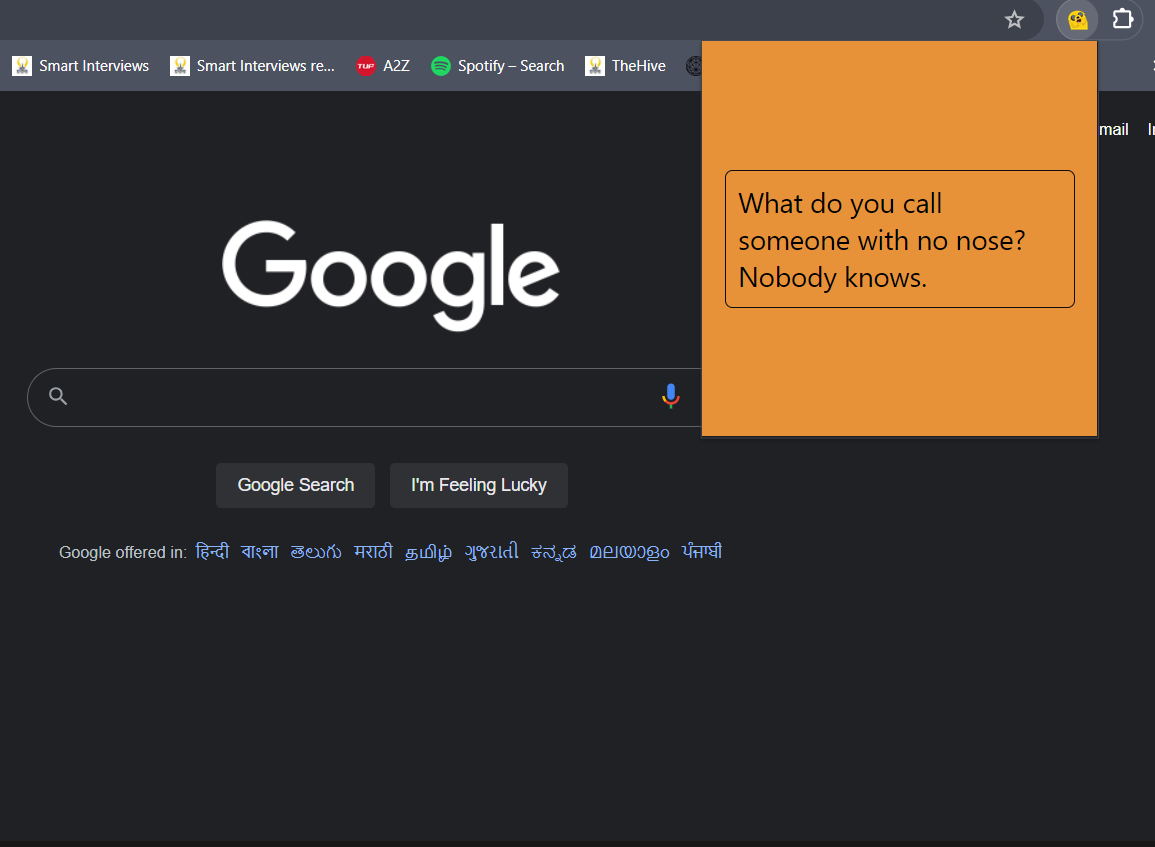 Smart Interviews Smart Interviews re... TUF A2Z Spotify – Search TheHive
mail
What do you call
someone with no nose?
Nobody knows.
Google
Google Search I'm Feeling Lucky
Google offered in: हिन्दी বাংলা తెలుగు मराठी தமிழ் ગુજરાતી ಕನ್ನಡ മലയാളം ਪੰਜਾਬੀ